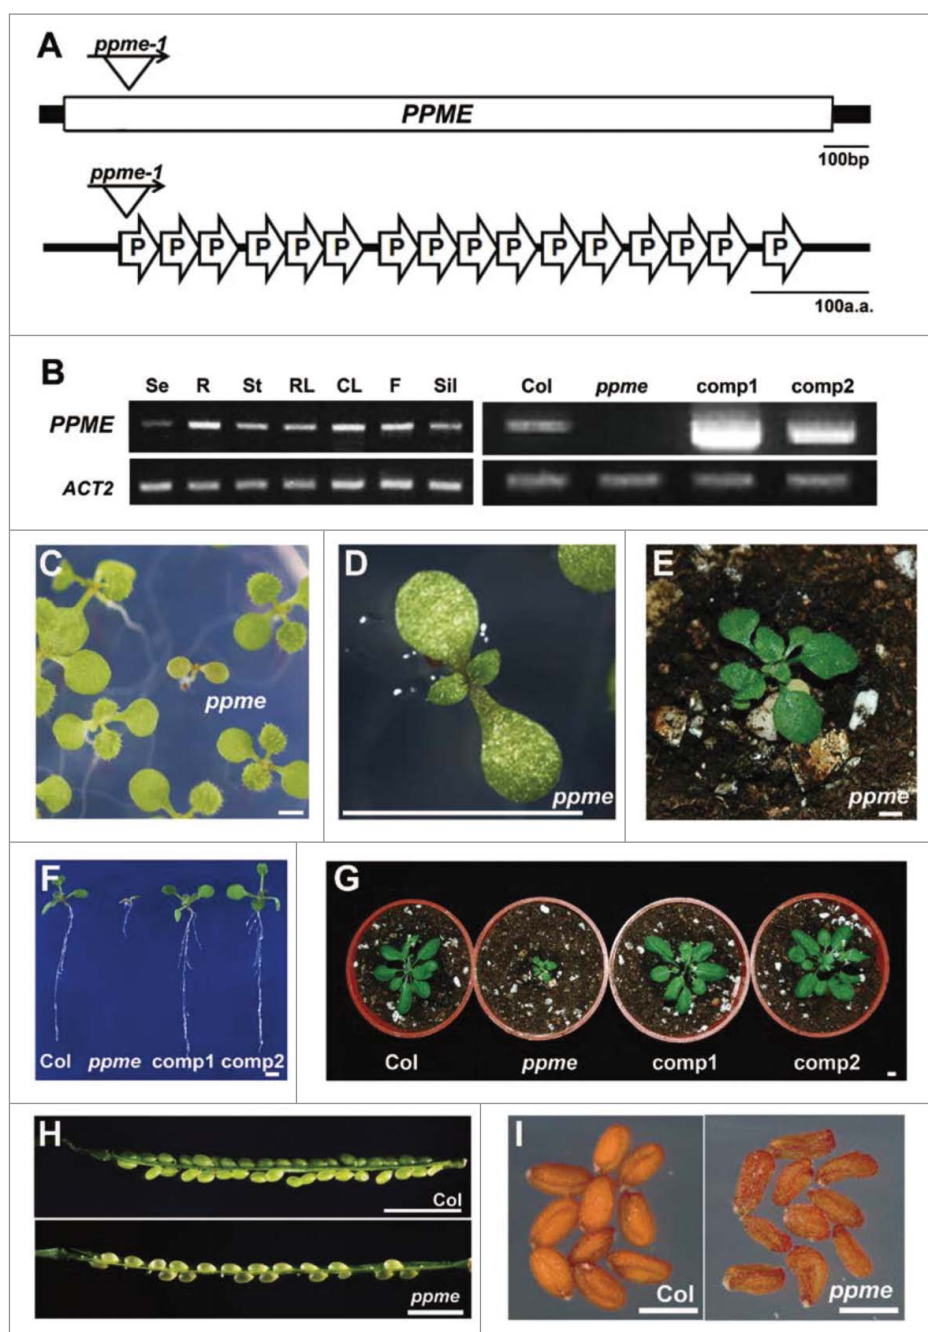 A
ppme-1
PPME
100bp
ppme-1
P P P P P P P P P P P P P P P P
100a.a.
B
Se R St RL CL F Sil Col ppme comp1 comp2
PPME
ACT2
C D E
ppme
ppme
ppme
F G
Col ppme comp1 comp2
Col ppme comp1 comp2
H I
Col
Col
ppme
ppme